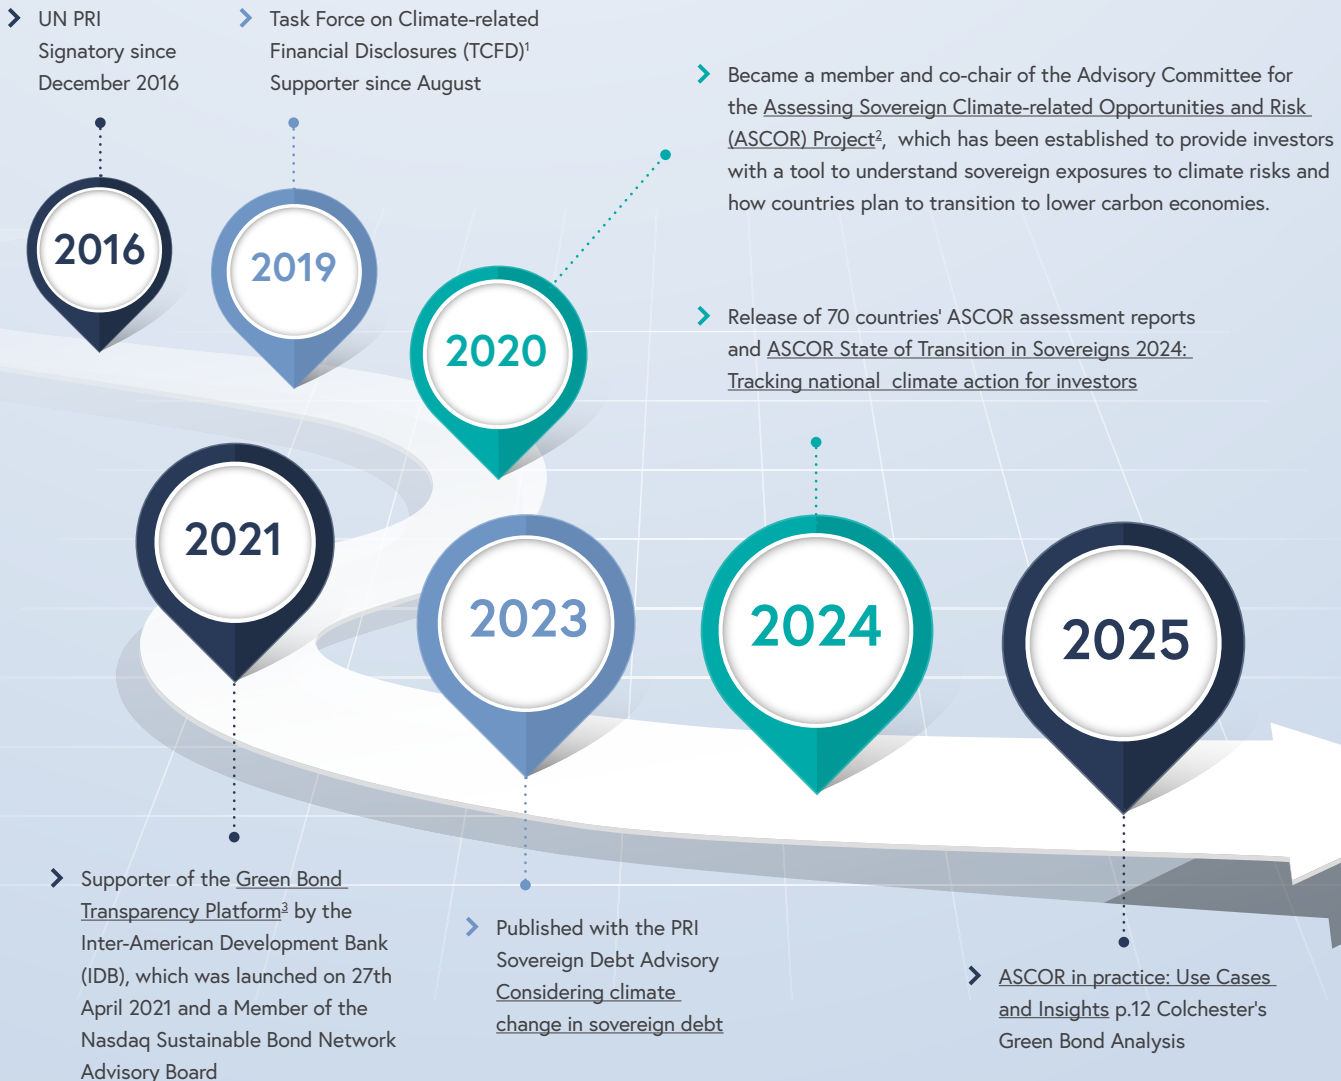 UN PRI
Signatory since
December 2016
Task Force on Climate-related
Financial Disclosures (TCFD)¹
Supporter since August
Became a member and co-chair of the Advisory Committee for
the Assessing Sovereign Climate-related Opportunities and Risk
(ASCOR) Project², which has been established to provide investors
with a tool to understand sovereign exposures to climate risks and
how countries plan to transition to lower carbon economies.
2016
2019
2020
Release of 70 countries' ASCOR assessment reports
and ASCOR State of Transition in Sovereigns 2024:
Tracking national climate action for investors
2021
2023
2024
2025
Supporter of the Green Bond
Transparency Platform³ by the
Inter-American Development Bank
(IDB), which was launched on 27th
April 2021 and a Member of the
Nasdaq Sustainable Bond Network
Advisory Board
Published with the PRI
Sovereign Debt Advisory
Considering climate
change in sovereign debt
ASCOR in practice: Use Cases
and Insights p.12 Colchester's
Green Bond Analysis